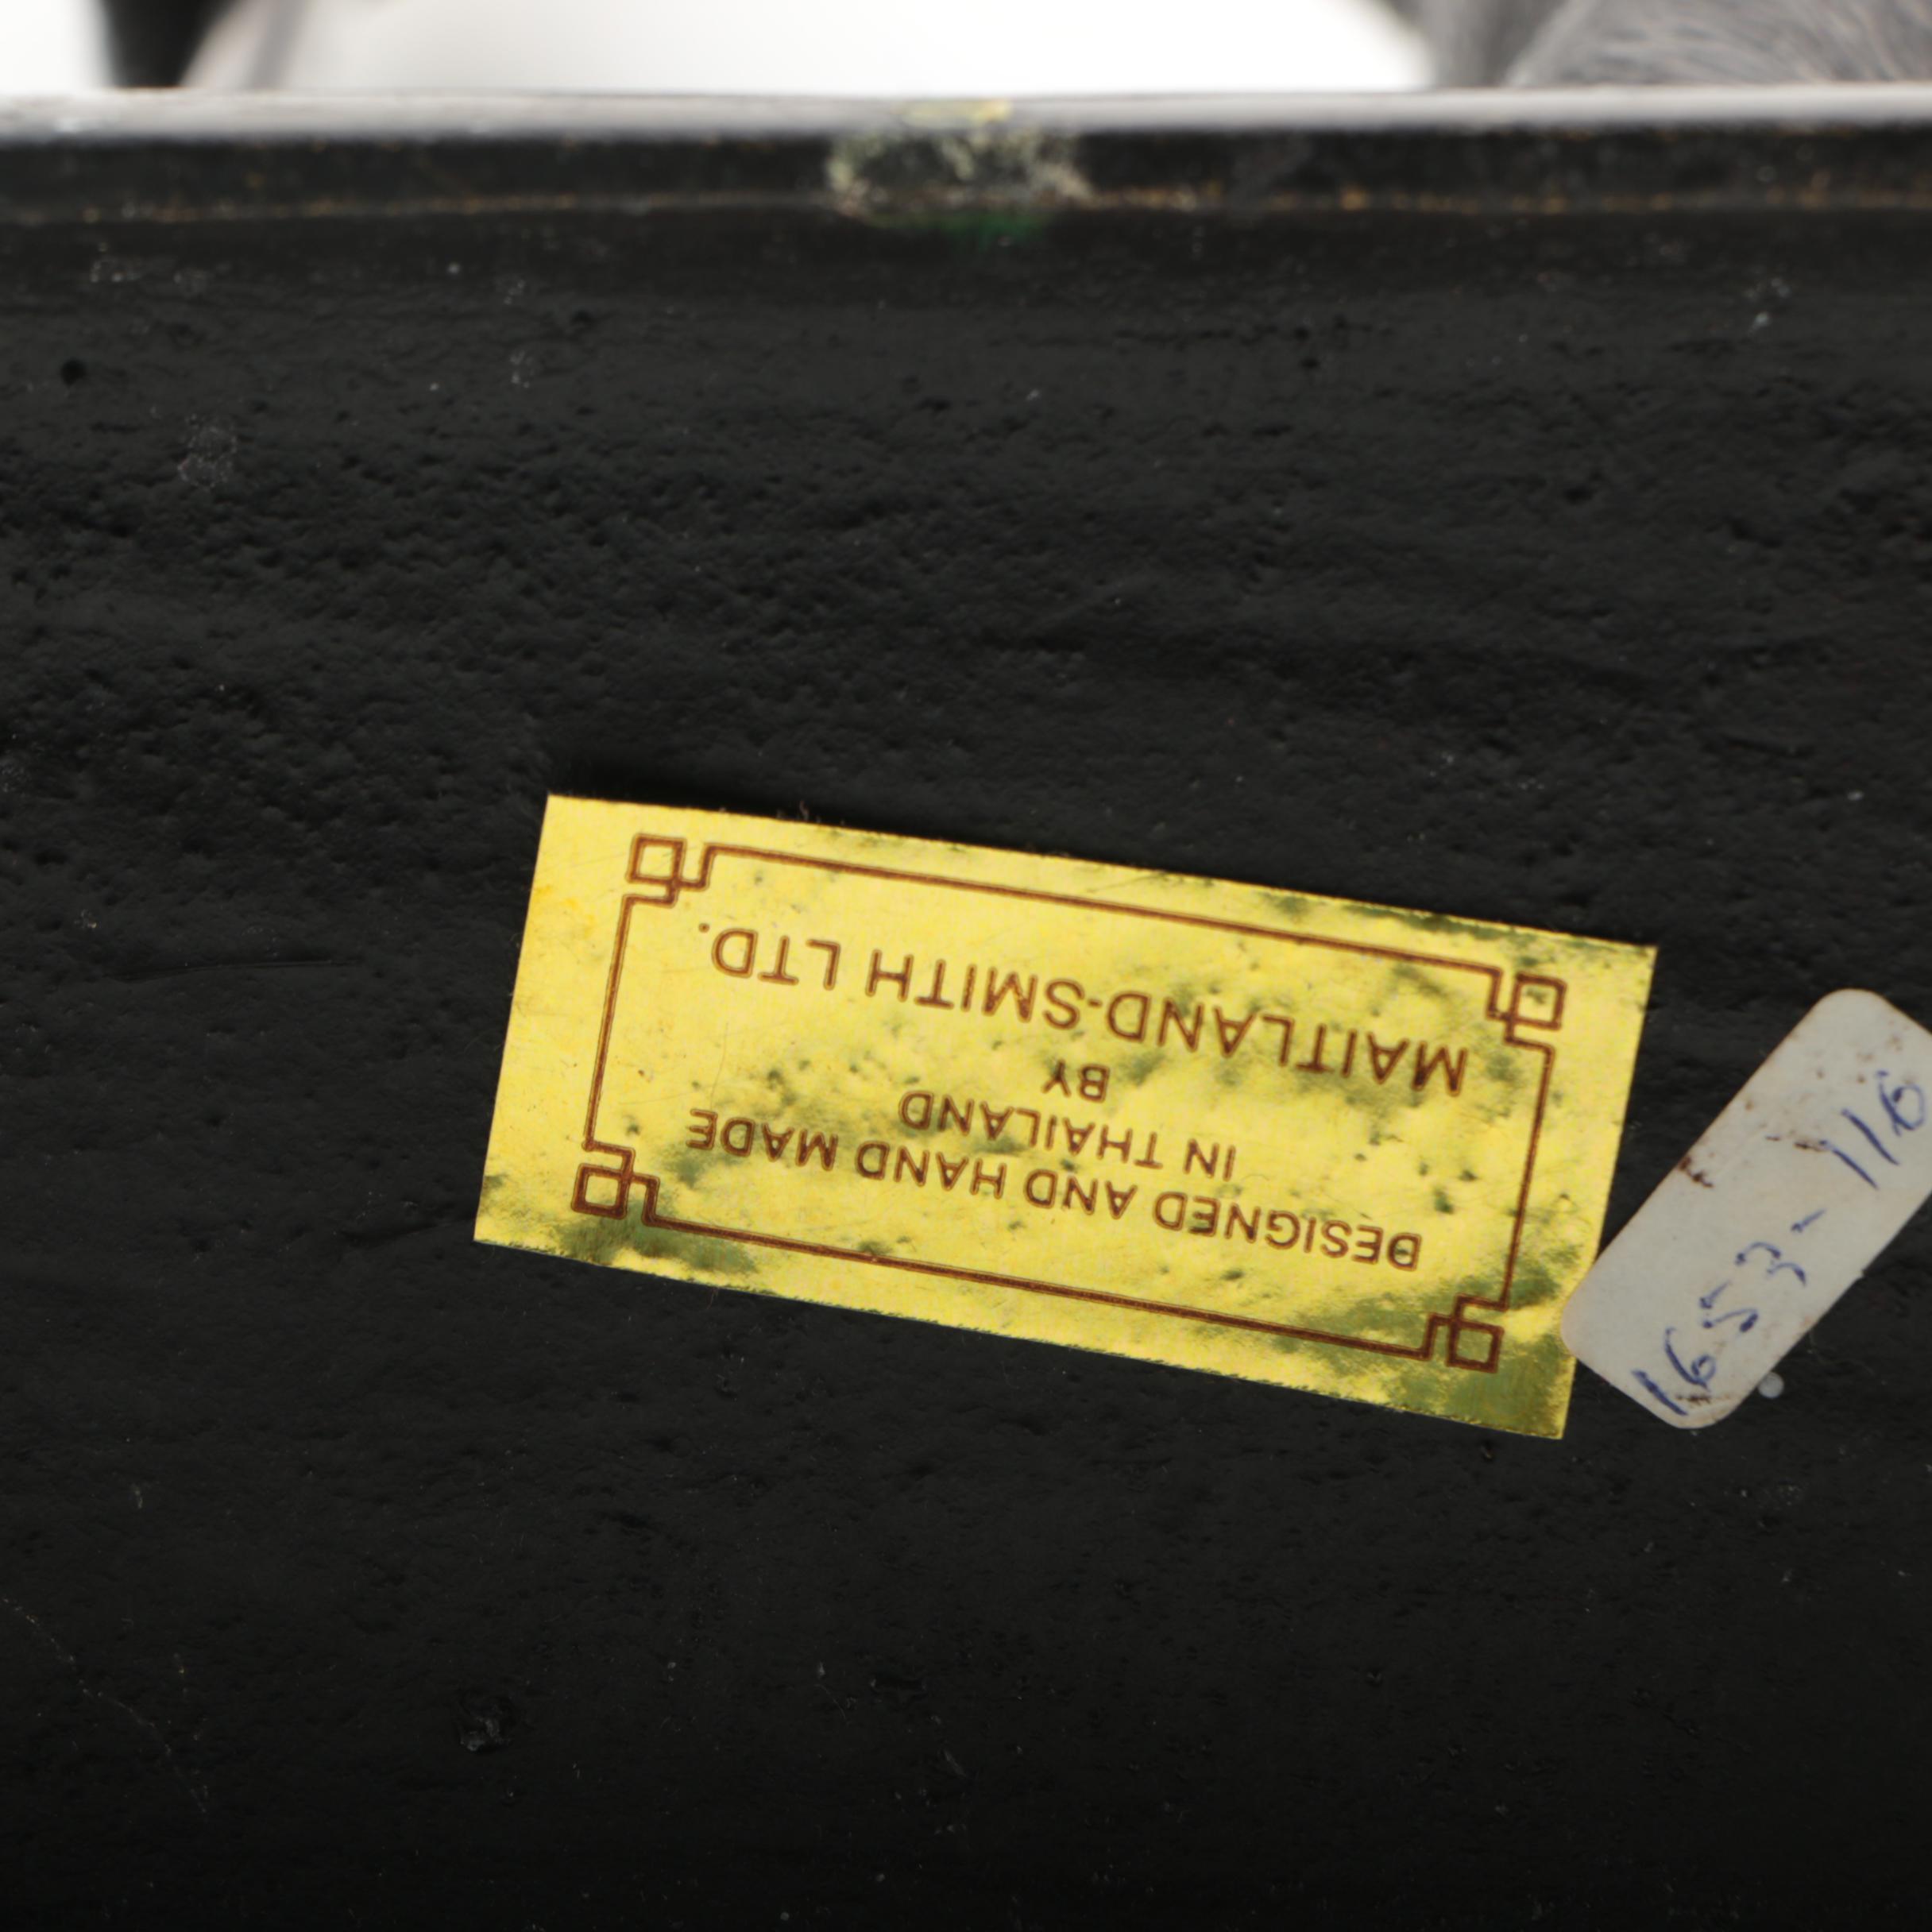 DESIGNED AND HAND MADE
IN THAILAND
BY
MAITLAND-SMITH LTD.
1653-116